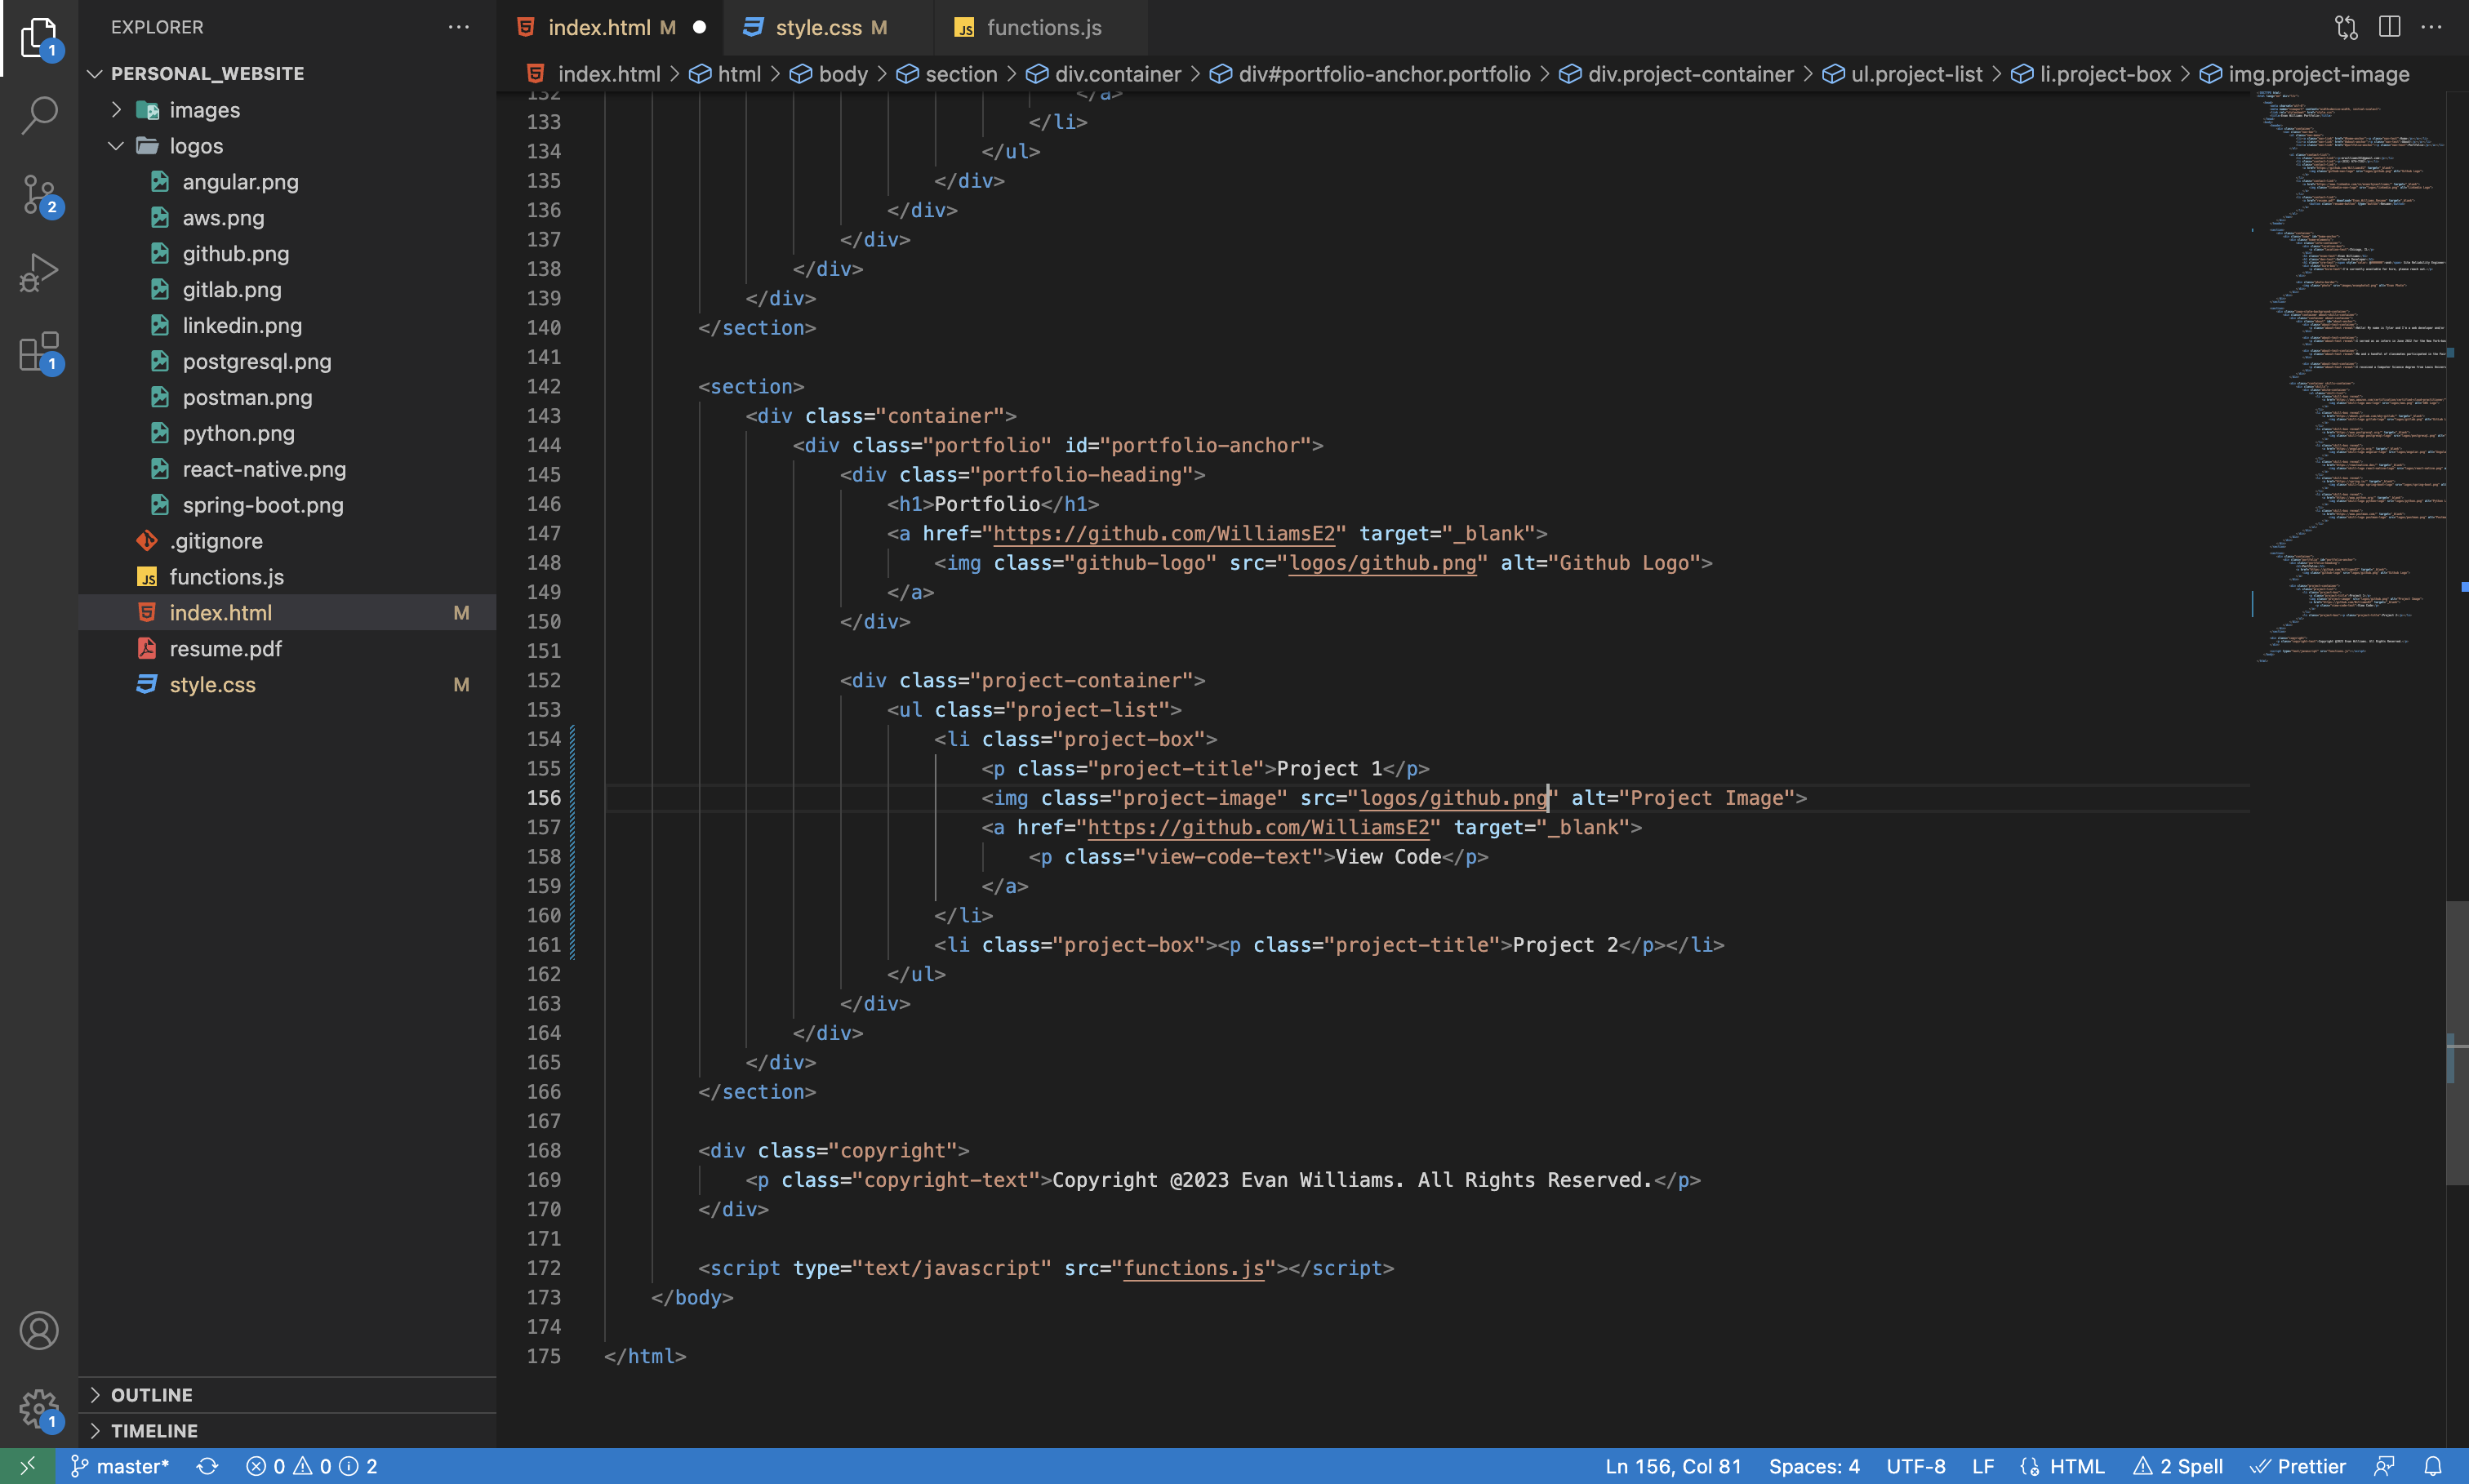 EXPLORER
PERSONAL_WEBSITE
images
logos
angular.png
aws.png
github.png
gitlab.png
linkedin.png
postgresql.png
postman.png
python.png
react-native.png
spring-boot.png
.gitignore
functions.js
index.html M
resume.pdf
style.css M
OUTLINE
TIMELINE
1
2
1
1
index.html M
style.css M
functions.js
index.html > html > body > section > div.container > div#portfolio-anchor.portfolio > div.project-container > ul.project-list > li.project-box > img.project-image
132 </a>
133 </li>
134 </ul>
135 </div>
136 </div>
137 </div>
138 </div>
139 </div>
140 </section>
141
142 <section>
143 <div class="container">
144 <div class="portfolio" id="portfolio-anchor">
145 <div class="portfolio-heading">
146 <h1>Portfolio</h1>
147 <a href="https://github.com/WilliamsE2" target="_blank">
148 <img class="github-logo" src="logos/github.png" alt="Github Logo">
149 </a>
150 </div>
151
152 <div class="project-container">
153 <ul class="project-list">
154 <li class="project-box">
155 <p class="project-title">Project 1</p>
156 <img class="project-image" src="logos/github.png" alt="Project Image">
157 <a href="https://github.com/WilliamsE2" target="_blank">
158 <p class="view-code-text">View Code</p>
159 </a>
160 </li>
161 <li class="project-box"><p class="project-title">Project 2</p></li>
162 </ul>
163 </div>
164 </div>
165 </div>
166 </section>
167
168 <div class="copyright">
169 <p class="copyright-text">Copyright @2023 Evan Williams. All Rights Reserved.</p>
170 </div>
171
172 <script type="text/javascript" src="functions.js"></script>
173 </body>
174
175 </html>
master* 0 0 2
Ln 156, Col 81 Spaces: 4 UTF-8 LF HTML 2 Spell Prettier